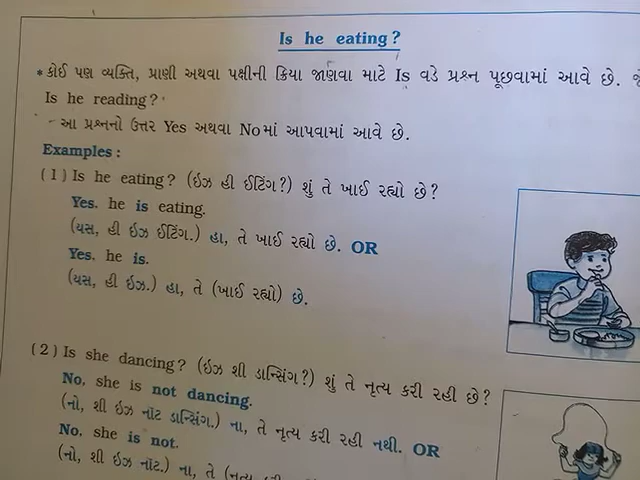 Is he eating?
* કોઈ પણ વ્યક્તિ, પ્રાણી અથવા પક્ષીની ક્રિયા જાણવા માટે Is વડે પ્રશ્ન પૂછવામાં આવે છે.
Is he reading?
- આ પ્રશ્નનો ઉત્તર Yes અથવા Noમાં આપવામાં આવે છે.
Examples :
(1) Is he eating? (ઇઝ હી ઈટિંગ?) શું તે ખાઈ રહ્યો છે?
Yes. he is eating.
(યસ, હી ઇઝ ઈટિંગ.) હા, તે ખાઈ રહ્યો છે. OR
Yes. he is.
(યસ, હી ઇઝ.) હા, તે (ખાઈ રહ્યો) છે.
(2) Is she dancing? (ઇઝ શી ડાન્સિંગ?) શું તે નૃત્ય કરી રહી છે?
No. she is not dancing.
(નો, શી ઇઝ નૉટ ડાન્સિંગ.) ના, તે નૃત્ય કરી રહી નથી. OR
No. she is not.
(નો, શી ઇઝ નૉટ.) ના, તે (નૃત્ય